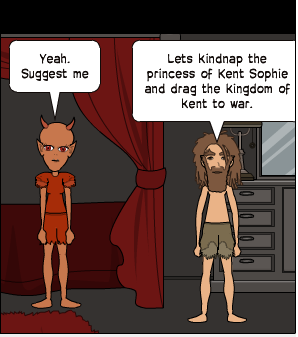 Yeah.
Suggest me
Lets kindnap the
princess of Kent Sophie
and drag the kingdom of
kent to war.